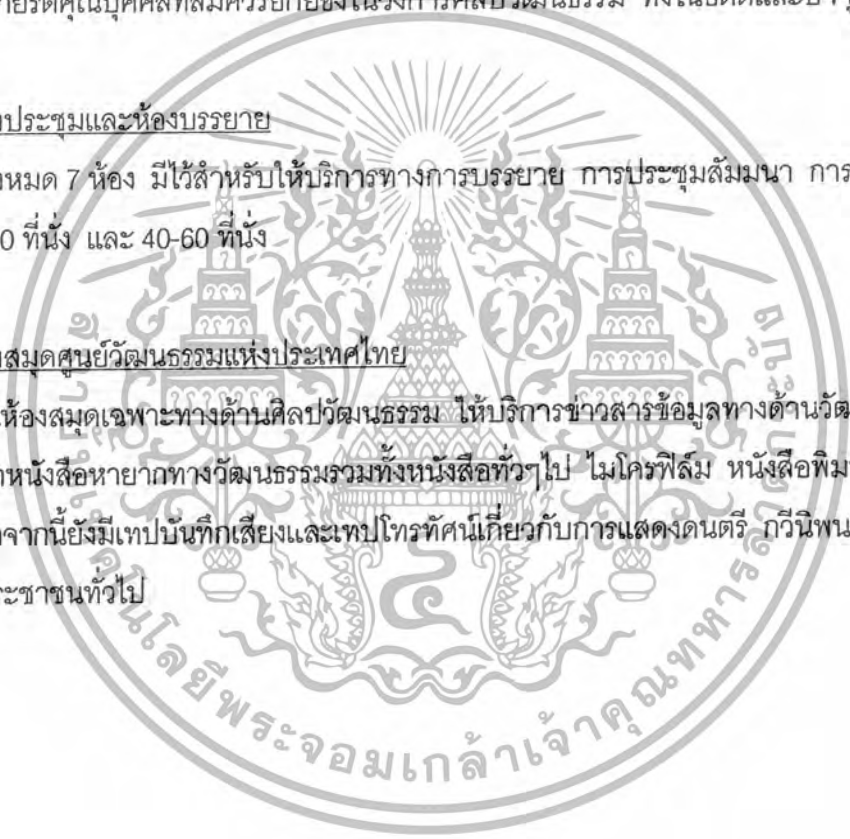 ประชุมและห้องบรรยาย
งหมด 7 ห้อง มีไว้สำหรับให้บริการทางการบรรยาย การประชุมสัมมนา การ
0 ที่นั่ง และ 40-60 ที่นั่ง
สมุดศูนย์วัฒนธรรมแห่งประเทศไทย
ห้องสมุดเฉพาะทางด้านศิลปวัฒนธรรม ให้บริการข่าวสารข้อมูลทางด้านวัฒ
หนังสือหายากทางวัฒนธรรมรวมทั้งหนังสือทั่วๆไป ไมโครฟิล์ม หนังสือพิม
จากนี้ยังมีเทปบันทึกเสียงและเทปโทรทัศน์เกี่ยวกับการแสดงดนตรี กวีนิพน
ระชาชนทั่วไป
โนโลยีพระจอมเกล้าเจ้าคุณทหารลาดกระบัง